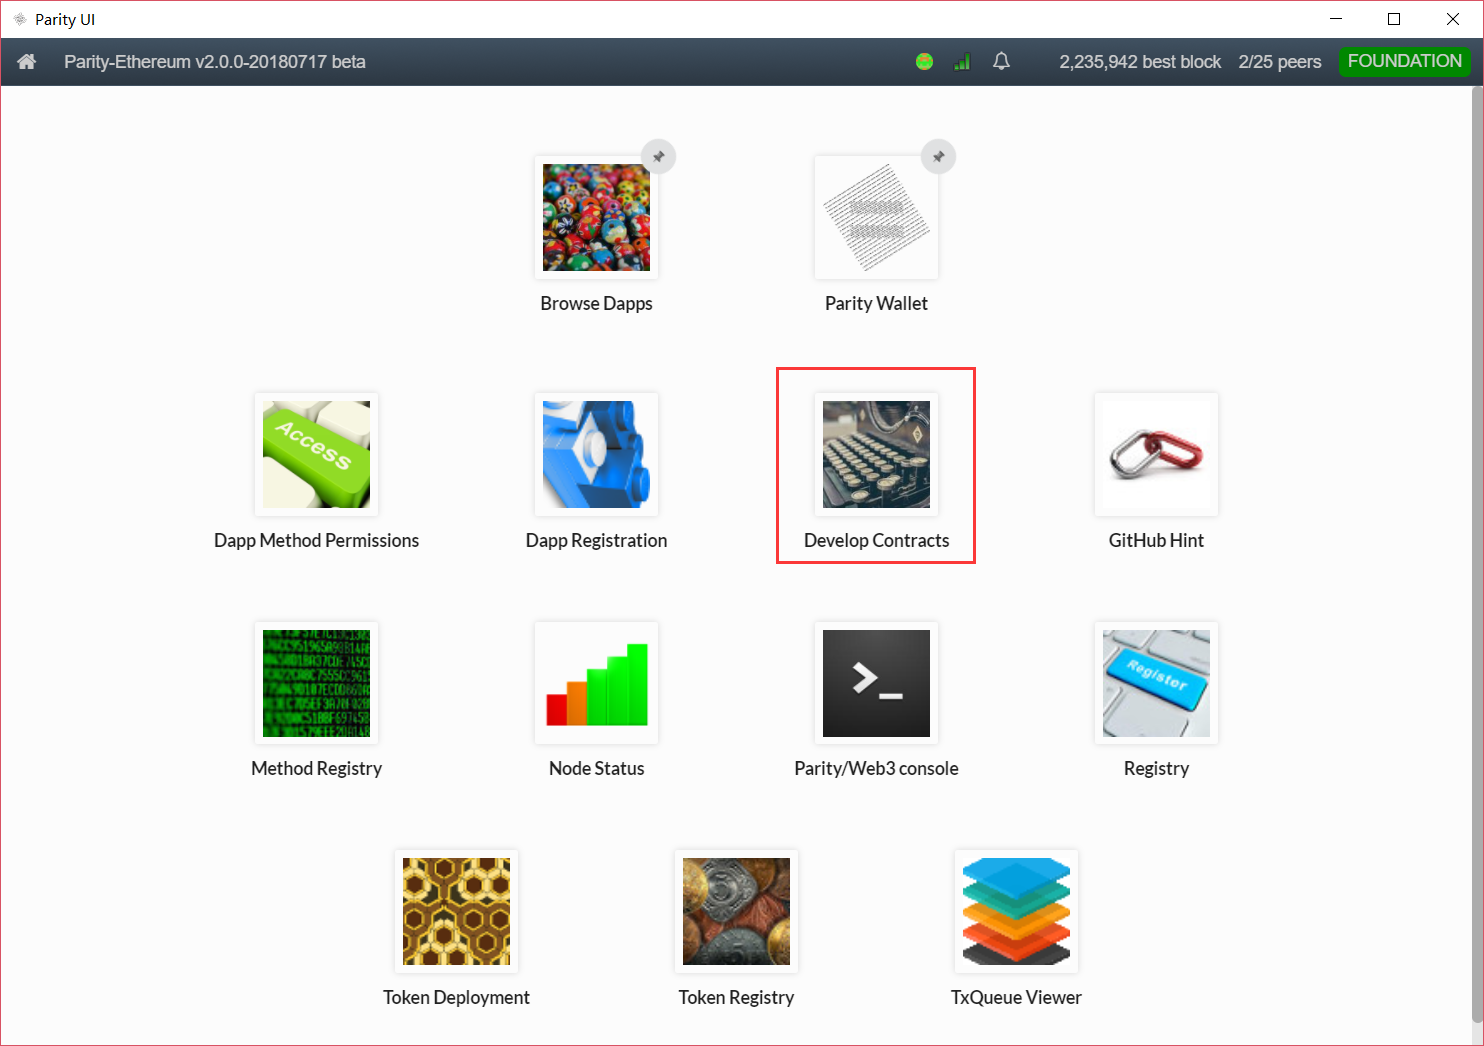 Parity UI
Parity-Ethereum v2.0.0-20180717 beta
2,235,942 best block
2/25 peers
FOUNDATION
Browse Dapps
Parity Wallet
Access
Dapp Method Permissions
Dapp Registration
Develop Contracts
GitHub Hint
Method Registry
Node Status
Parity/Web3 console
Register
Registry
Token Deployment
Token Registry
TxQueue Viewer